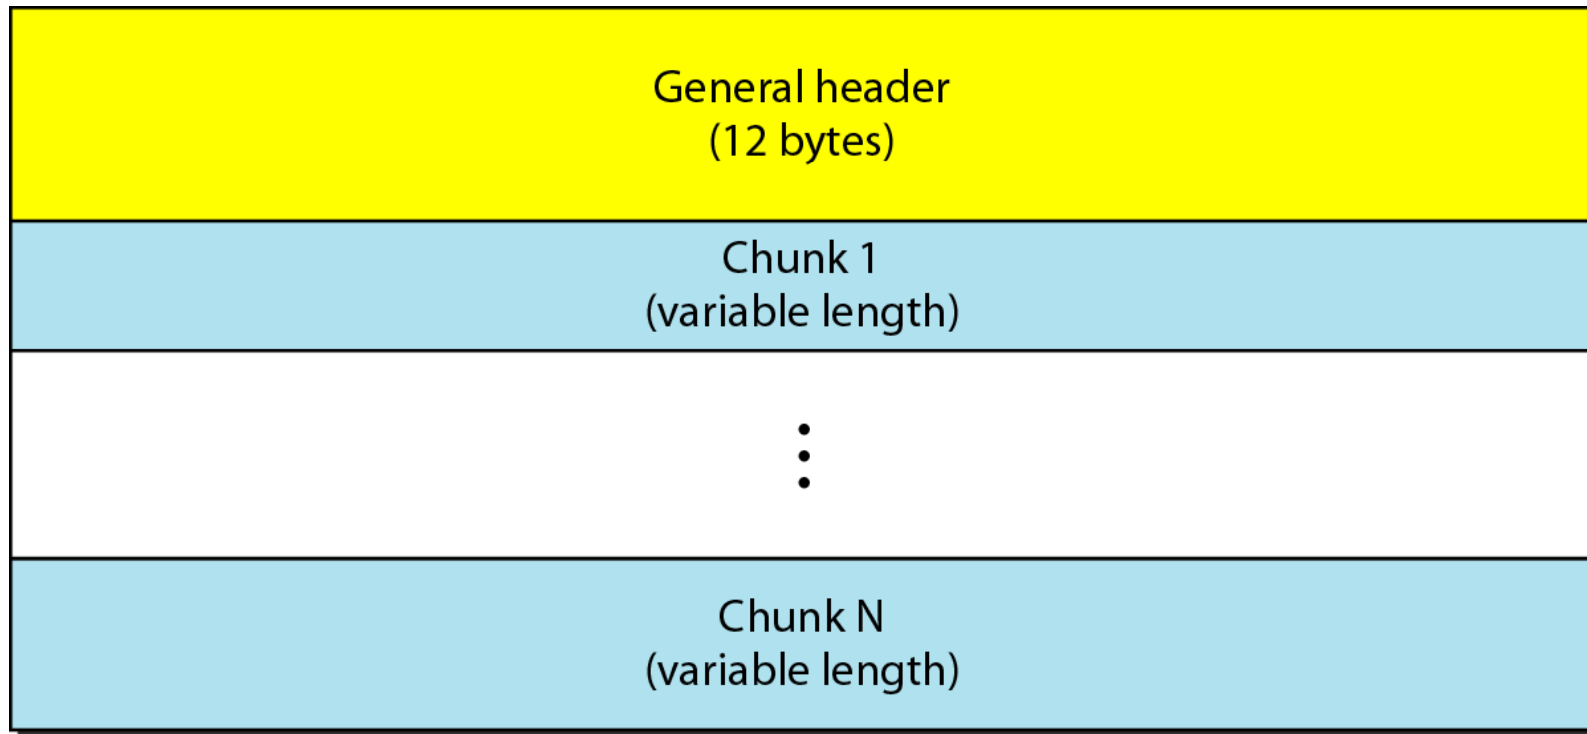 General header
(12 bytes)
Chunk 1
(variable length)
Chunk N
(variable length)